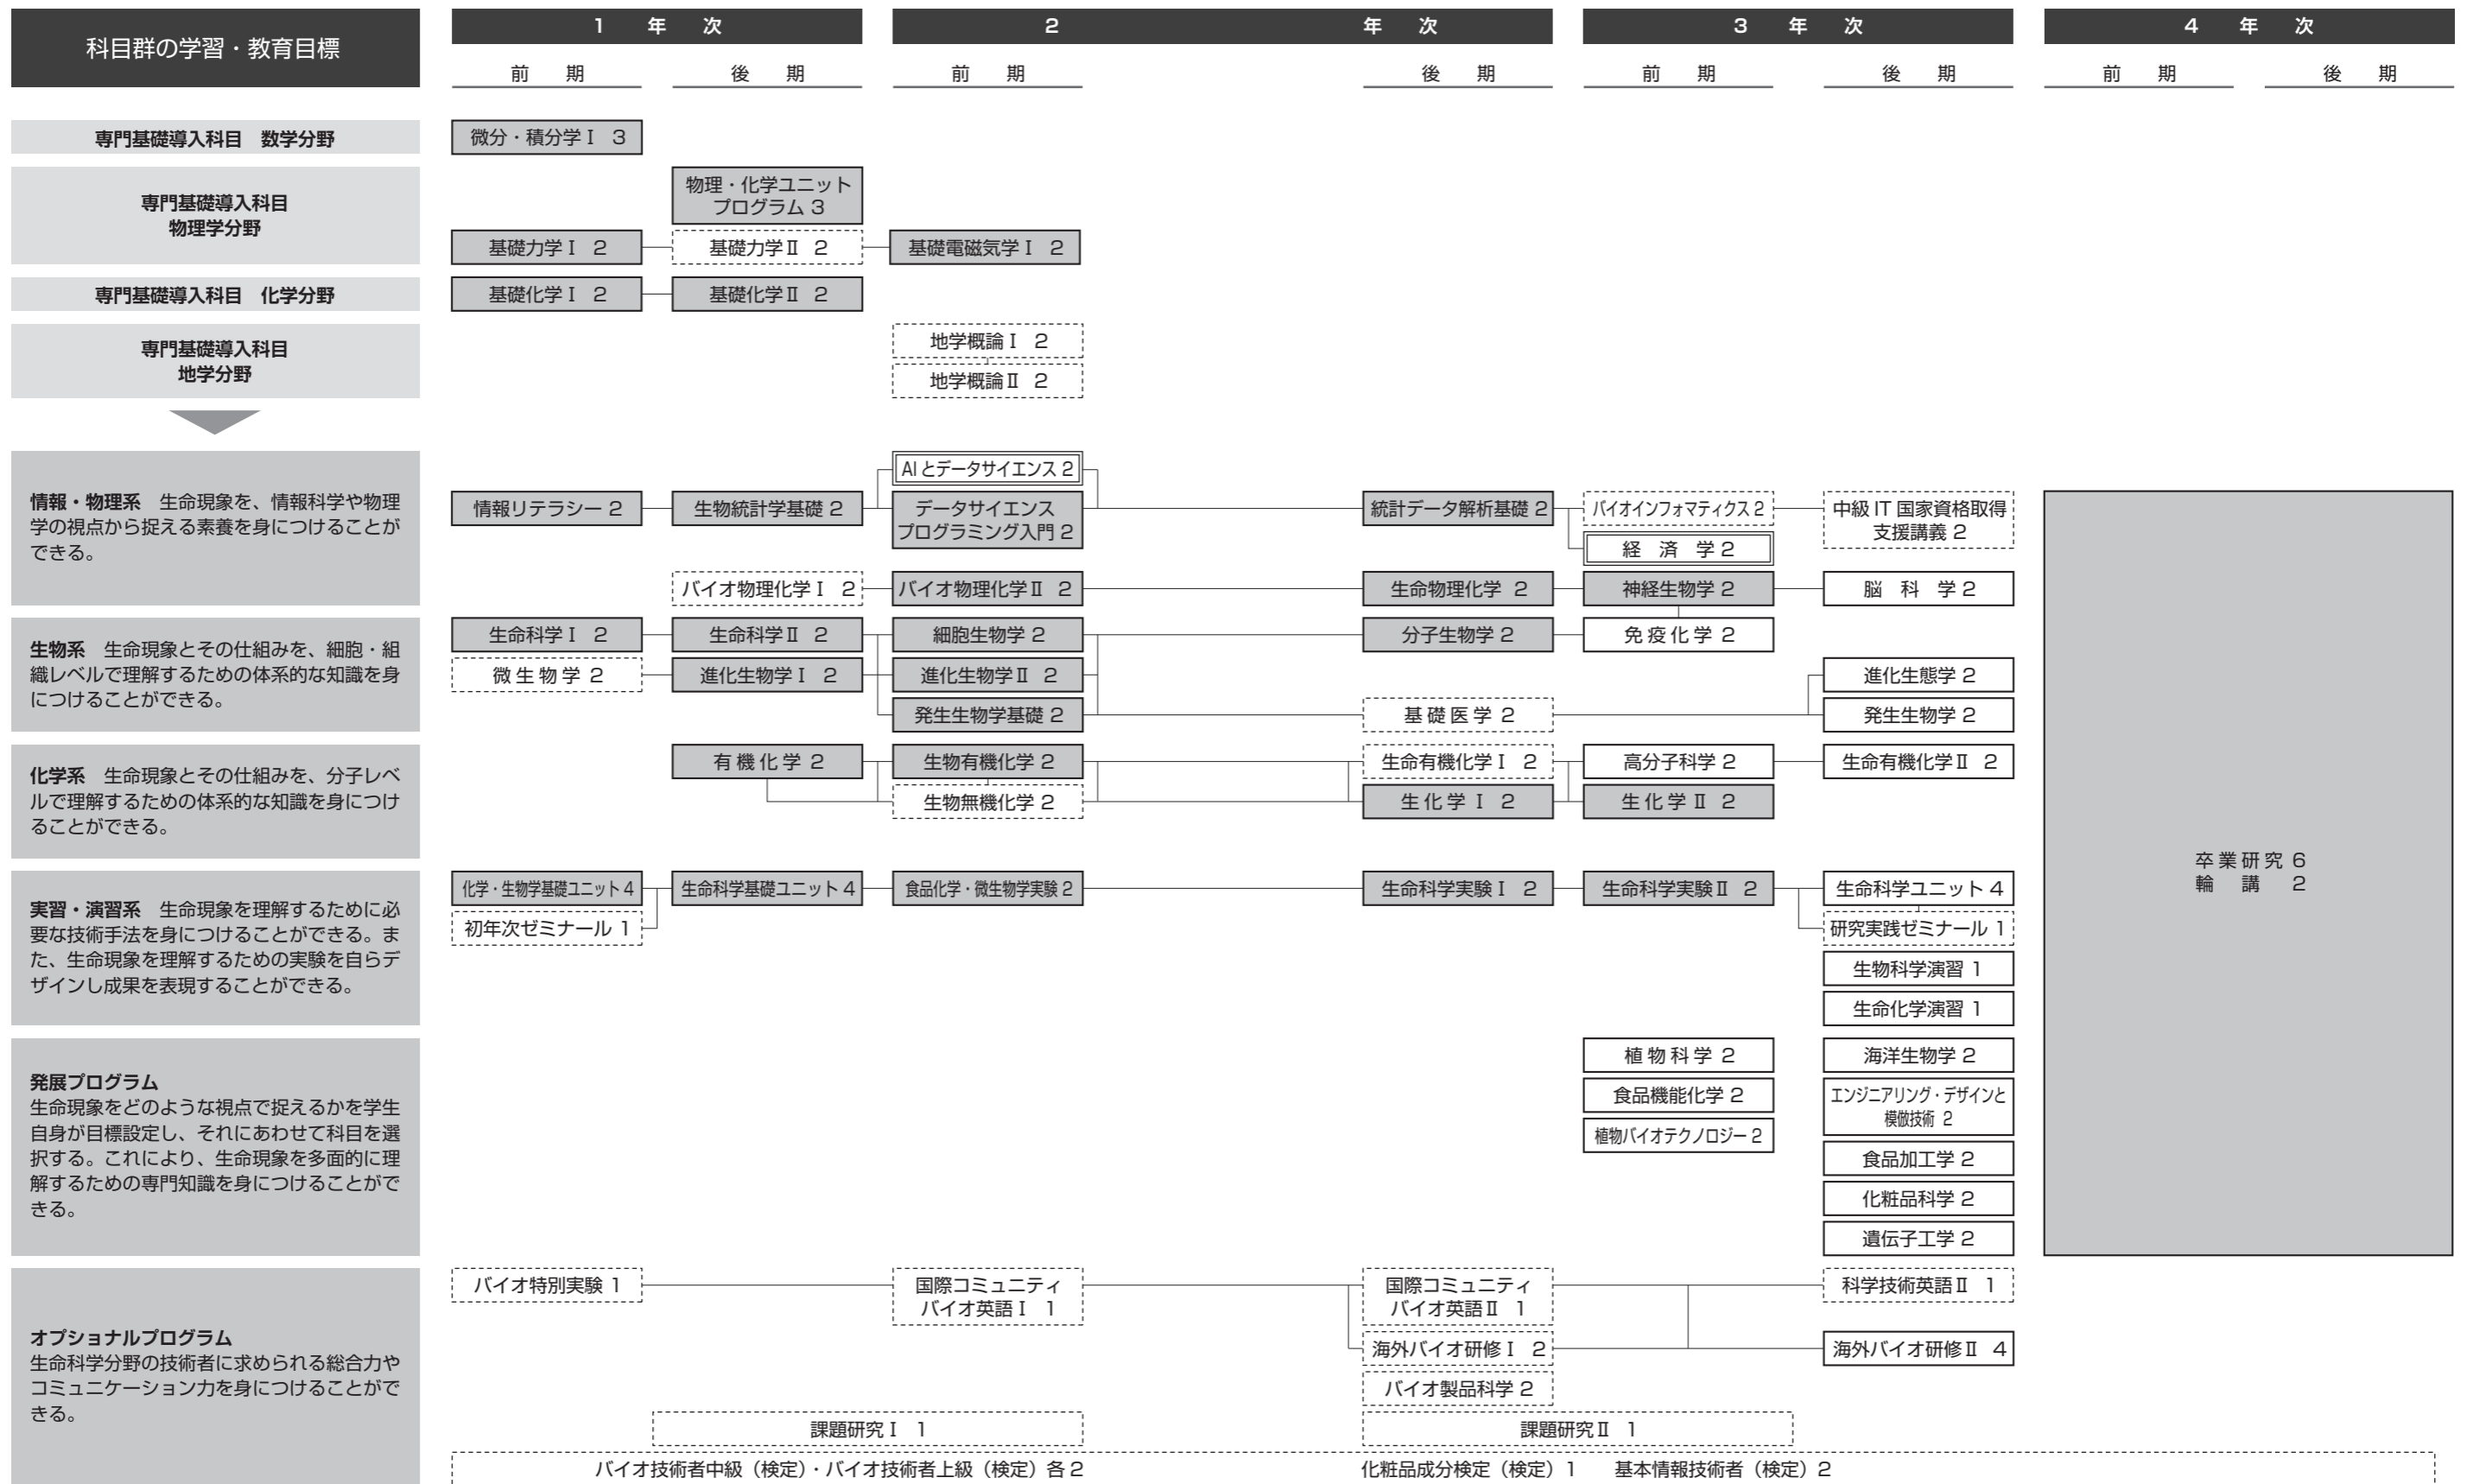 科目群の学習・教育目標
1 年 次
2 年 次
3 年 次
4 年 次
前 期
後 期
前 期
後 期
前 期
後 期
前 期
後 期
専門基礎導入科目 数学分野
微分・積分学Ⅰ 3
専門基礎導入科目
物理学分野
物理・化学ユニット
プログラム 3
基礎力学Ⅰ 2
基礎力学Ⅱ 2
基礎電磁気学Ⅰ 2
専門基礎導入科目 化学分野
基礎化学Ⅰ 2
基礎化学Ⅱ 2
専門基礎導入科目
地学分野
地学概論Ⅰ 2
地学概論Ⅱ 2
情報・物理系 生命現象を、情報科学や物理
学の視点から捉える素養を身につけることが
できる。
AIとデータサイエンス 2
情報リテラシー 2
生物統計学基礎 2
データサイエンス
プログラミング入門 2
統計データ解析基礎 2
バイオインフォマティクス 2
中級 IT 国家資格取得
支援講義 2
経 済 学 2
バイオ物理化学Ⅰ 2
バイオ物理化学Ⅱ 2
生命物理化学 2
神経生物学 2
脳 科 学 2
生物系 生命現象とその仕組みを、細胞・組
織レベルで理解するための体系的な知識を身
につけることができる。
生命科学Ⅰ 2
生命科学Ⅱ 2
細胞生物学 2
分子生物学 2
免疫化学 2
微生物学 2
進化生物学Ⅰ 2
進化生物学Ⅱ 2
進化生態学 2
発生生物学基礎 2
基礎医学 2
発生生物学 2
化学系 生命現象とその仕組みを、分子レベ
ルで理解するための体系的な知識を身につけ
ることができる。
有機化学 2
生物有機化学 2
生命有機化学Ⅰ 2
高分子科学 2
生命有機化学Ⅱ 2
生物無機化学 2
生化学Ⅰ 2
生化学Ⅱ 2
実習・演習系 生命現象を理解するために必
要な技術手法を身につけることができる。ま
た、生命現象を理解するための実験を自らデ
ザインし成果を表現することができる。
化学・生物学基礎ユニット 4
生命科学基礎ユニット 4
食品化学・微生物学実験 2
生命科学実験Ⅰ 2
生命科学実験Ⅱ 2
生命科学ユニット 4
初年次ゼミナール 1
研究実践ゼミナール 1
生物科学演習 1
生命化学演習 1
卒業研究 6
輪 講 2
発展プログラム
生命現象をどのような視点で捉えるかを学生
自身が目標設定し、それにあわせて科目を選
択する。これにより、生命現象を多面的に理
解するための専門知識を身につけることがで
きる。
植物科学 2
海洋生物学 2
食品機能化学 2
エンジニアリング・デザインと
模倣技術 2
植物バイオテクノロジー 2
食品加工学 2
化粧品科学 2
遺伝子工学 2
オプショナルプログラム
生命科学分野の技術者に求められる総合力や
コミュニケーション力を身につけることがで
きる。
バイオ特別実験 1
国際コミュニティ
バイオ英語Ⅰ 1
国際コミュニティ
バイオ英語Ⅱ 1
科学技術英語Ⅱ 1
海外バイオ研修Ⅰ 2
海外バイオ研修Ⅱ 4
バイオ製品科学 2
課題研究Ⅰ 1
課題研究Ⅱ 1
バイオ技術者中級（検定）・バイオ技術者上級（検定）各 2
化粧品成分検定（検定）1 基本情報技術者（検定）2